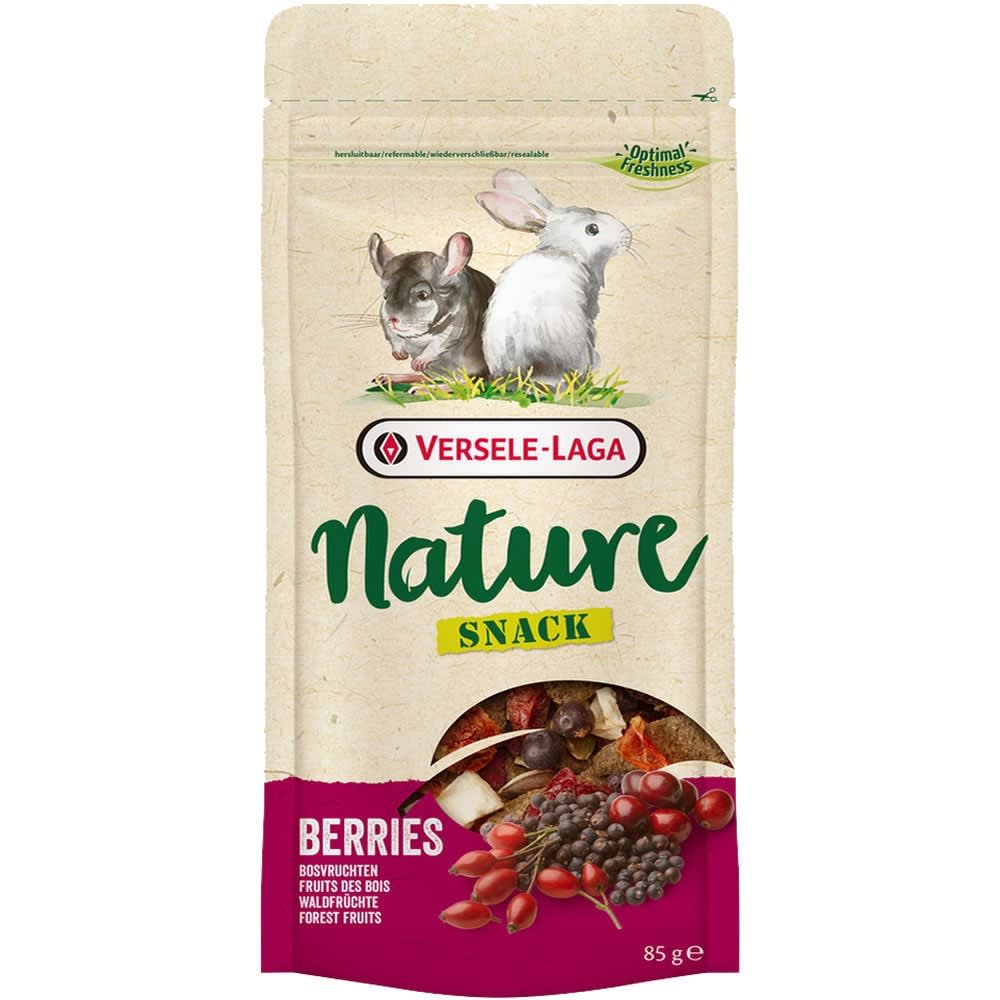 hersluitbaar/refermable/wiederverschließbar/resealable
Optimal
Freshness
VERSELE-LAGA
Nature
SNACK
BERRIES
BOSVRUCHTEN
FRUITS DES BOIS
WALDFRÜCHTE
FOREST FRUITS
85 g e